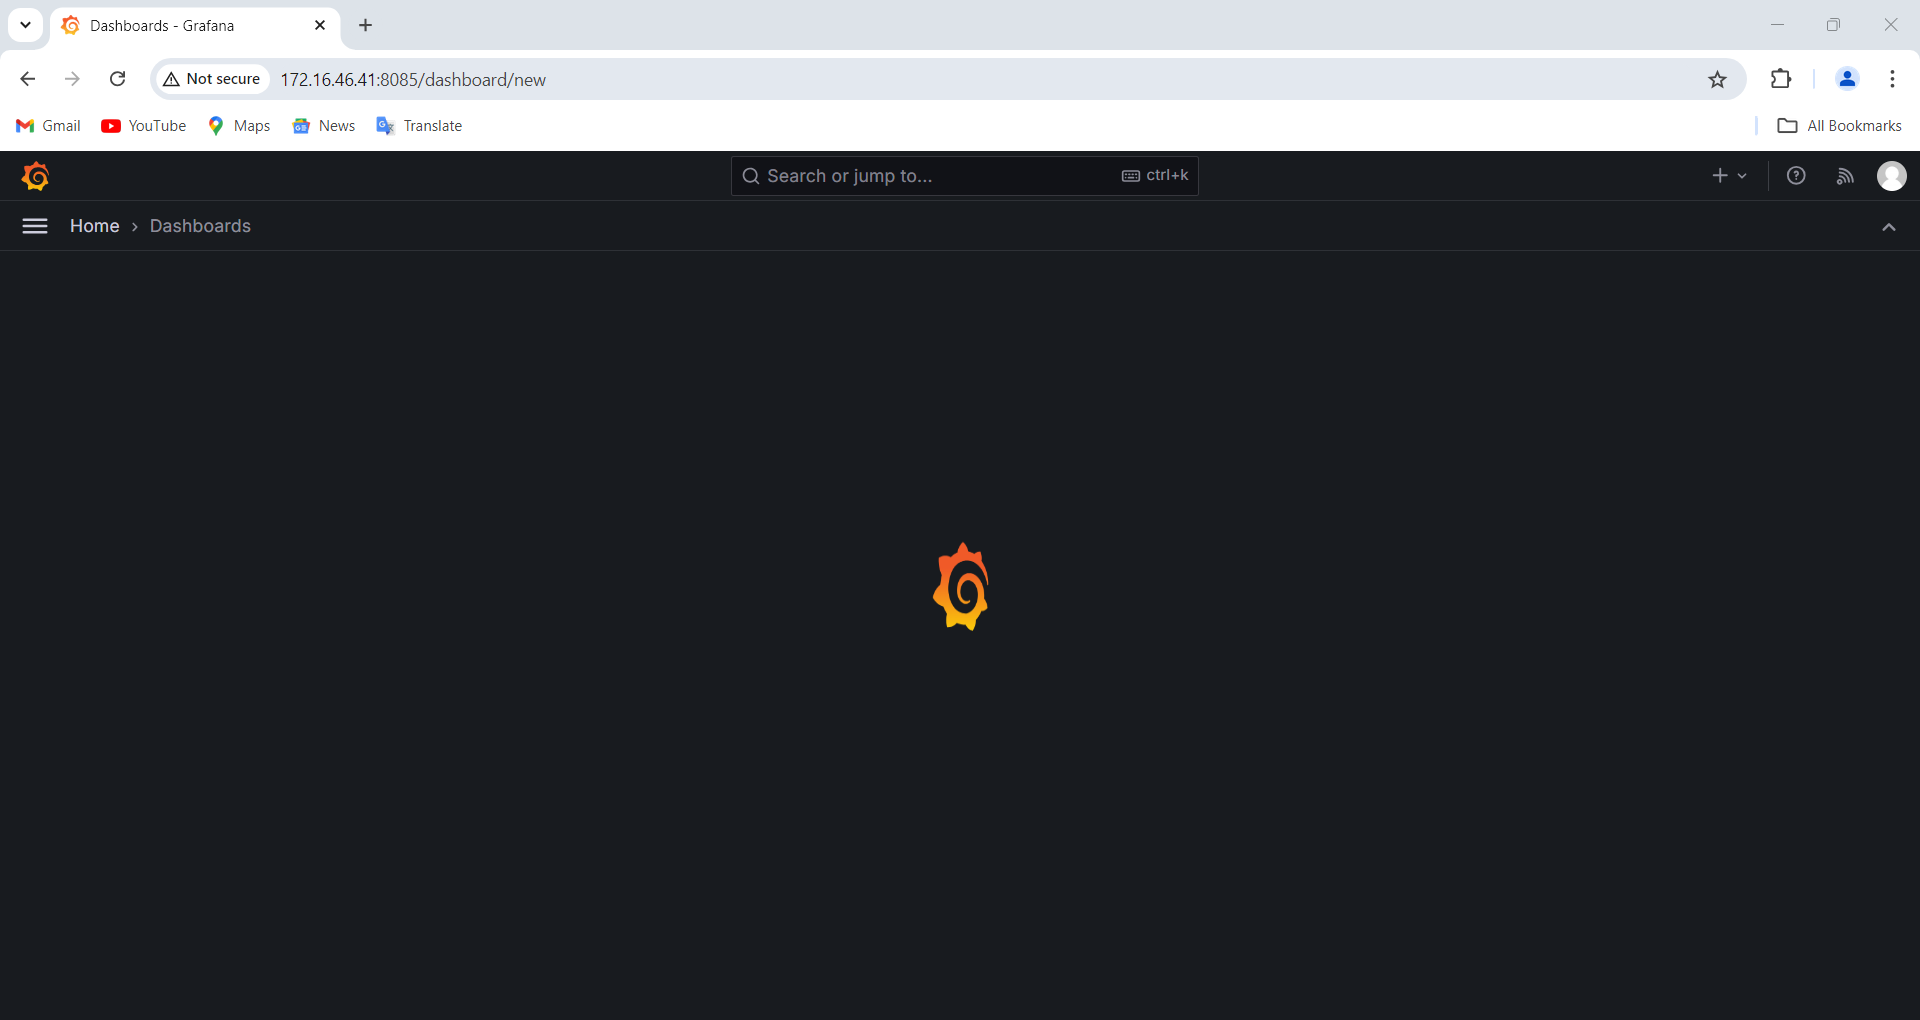 Dashboards - Grafana
Not secure 172.16.46.41:8085/dashboard/new
Gmail YouTube Maps News Translate All Bookmarks
Search or jump to... ctrl+k
Home › Dashboards